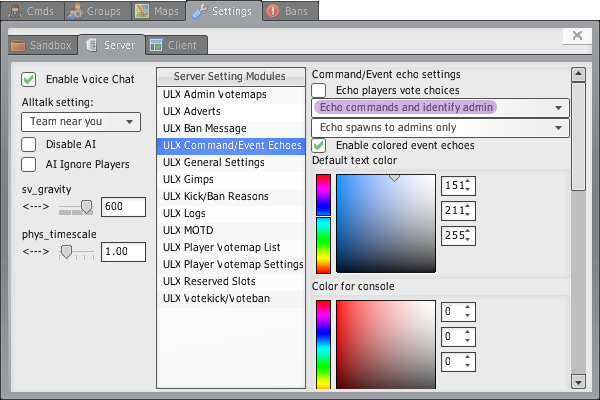 Cmds Groups Maps Settings Bans
Sandbox Server Client
Enable Voice Chat
Alltalk setting:
Team near you
Disable AI
AI Ignore Players
sv_gravity
<---> 600
phys_timescale
<---> 1.00
Server Setting Modules
ULX Admin Votemaps
ULX Adverts
ULX Ban Message
ULX Command/Event Echoes
ULX General Settings
ULX Gimps
ULX Kick/Ban Reasons
ULX Logs
ULX MOTD
ULX Player Votemap List
ULX Player Votemap Settings
ULX Reserved Slots
ULX Votekick/Voteban
Command/Event echo settings
Echo players vote choices
Echo commands and identify admin
Echo spawns to admins only
Enable colored event echoes
Default text color
151
211
255
Color for console
0
0
0